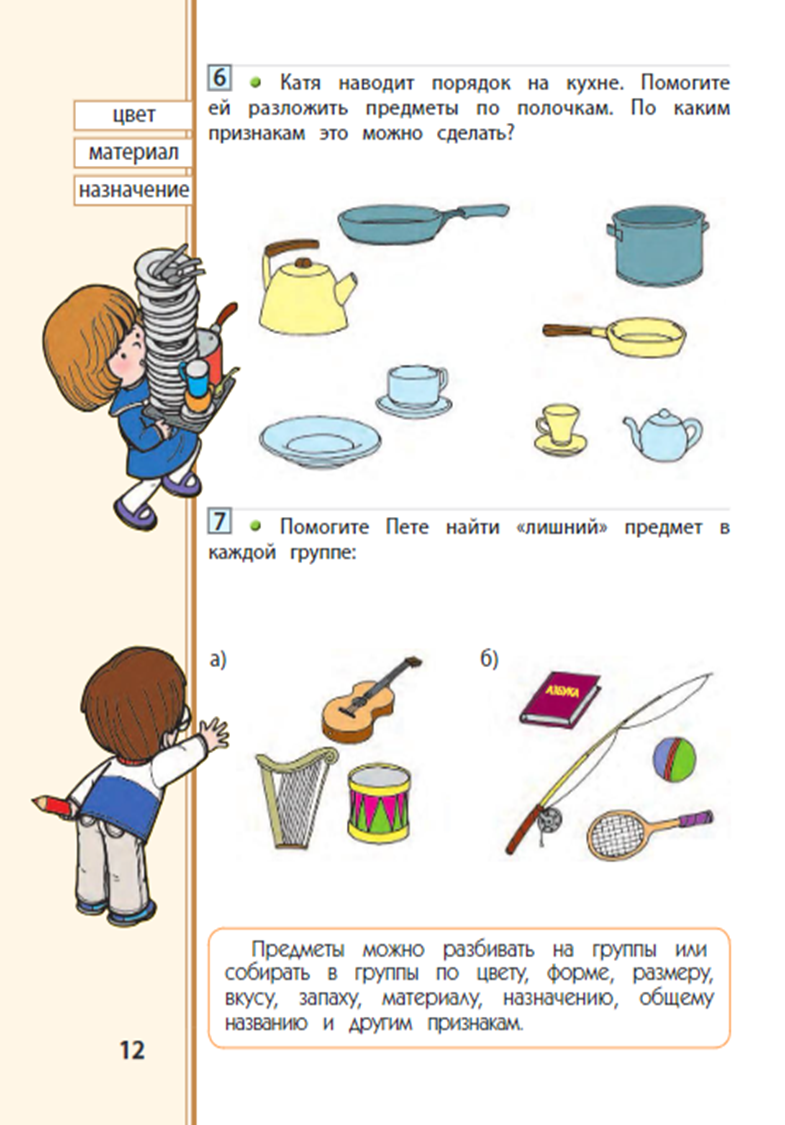 6 • Катя наводит порядок на кухне. Помогите
ей разложить предметы по полочкам. По каким
признакам это можно сделать?
цвет
материал
назначение
7 • Помогите Пете найти «лишний» предмет в
каждой группе:
а)
б)
АЗБУКА
Предметы можно разбивать на группы или
собирать в группы по цвету, форме, размеру,
вкусу, запаху, материалу, назначению, общему
названию и другим признакам.
12